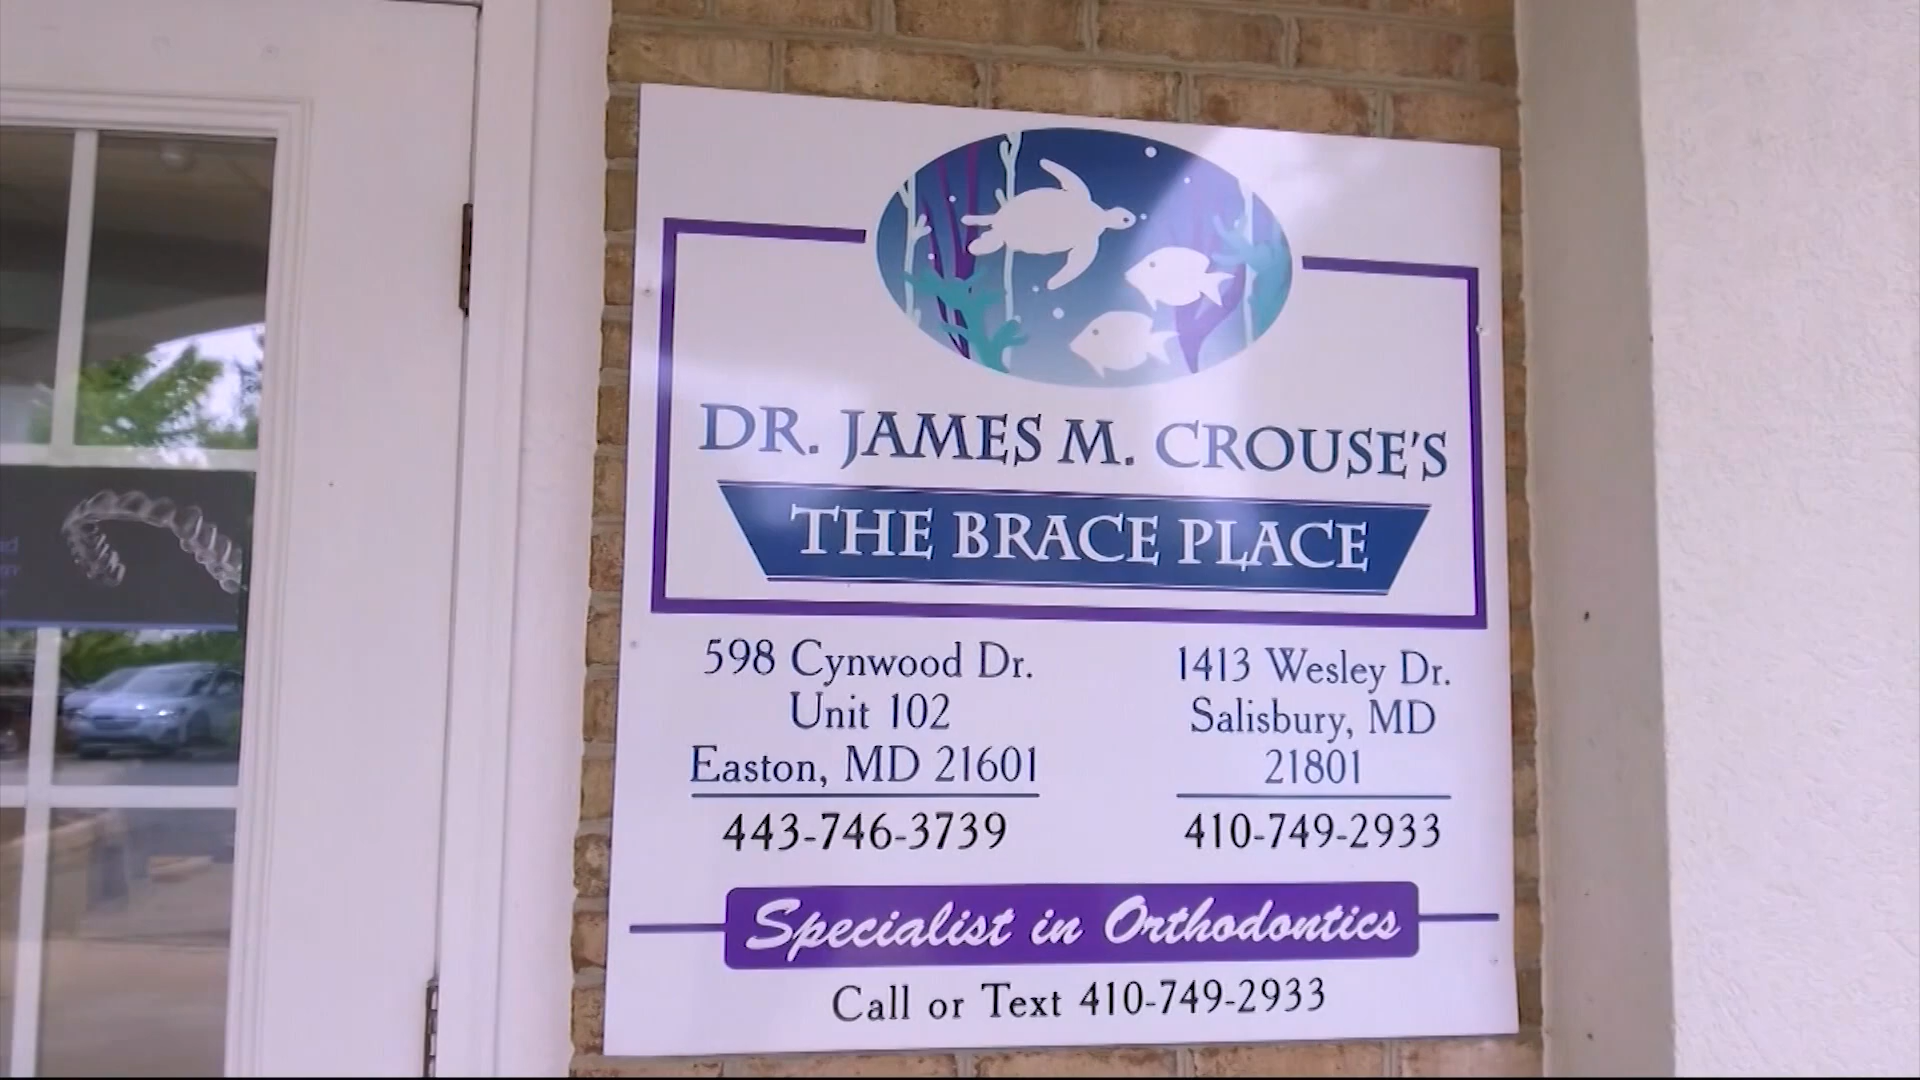 DR. JAMES M. CROUSE'S
THE BRACE PLACE
598 Cynwood Dr.
Unit 102
Easton, MD 21601
443-746-3739
1413 Wesley Dr.
Salisbury, MD
21801
410-749-2933
Specialist in Orthodontics
Call or Text 410-749-2933